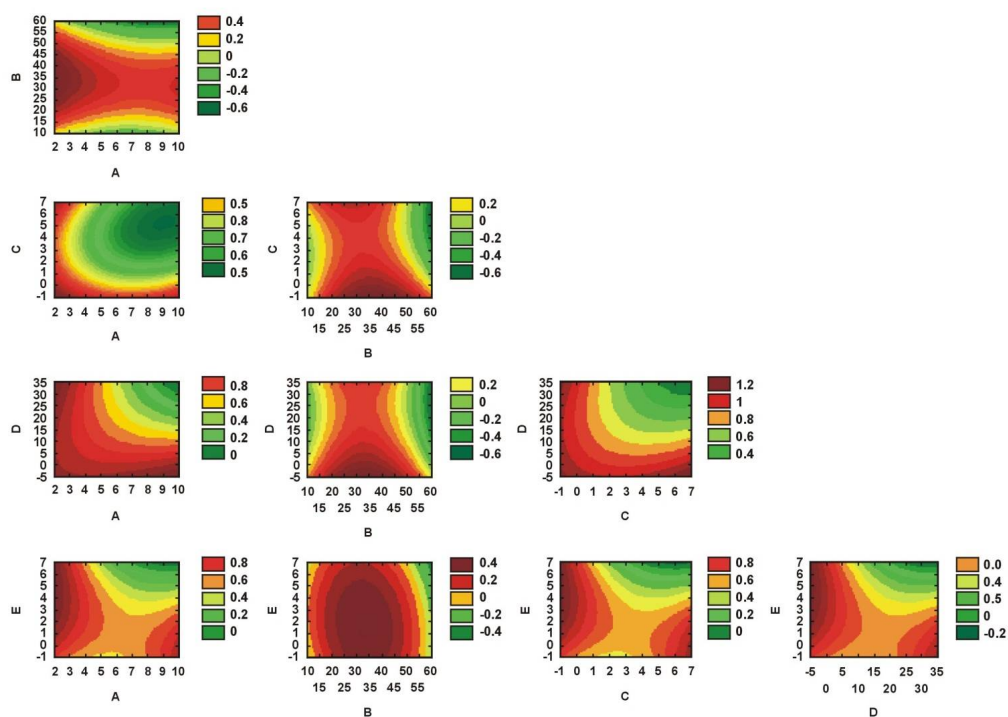 60 0.4
55 0.2
50 0
45 -0.2
40 -0.4
35 -0.6
30
25
20
15
10
B
2 3 4 5 6 7 8 9 10
A
7 0.5
6 0.8
5 0.7
4 0.6
3 0.5
2
1
0
-1
C
2 3 4 5 6 7 8 9 10
A
7 0.2
6 0
5 -0.2
4 -0.4
3 -0.6
2
1
0
-1
C
10 20 30 40 50 60
15 25 35 45 55
B
35 0.8
30 0.6
25 0.4
20 0.2
15 0
10
5
0
-5
D
2 3 4 5 6 7 8 9 10
A
35 0.2
30 0
25 -0.2
20 -0.4
15 -0.6
10
5
0
-5
D
10 20 30 40 50 60
15 25 35 45 55
B
35 1.2
30 1
25 0.8
20 0.6
15 0.4
10
5
0
-5
D
-1 0 1 2 3 4 5 6 7
C
7 0.8
6 0.6
5 0.4
4 0.2
3 0
2
1
0
-1
E
2 3 4 5 6 7 8 9 10
A
7 0.4
6 0.2
5 0
4 -0.2
3 -0.4
2
1
0
-1
E
10 20 30 40 50 60
15 25 35 45 55
B
7 0.8
6 0.6
5 0.4
4 0.2
3 0
2
1
0
-1
E
-1 0 1 2 3 4 5 6 7
C
7 0.0
6 0.4
5 0.5
4 0
3 -0.2
2
1
0
-1
E
-5 5 15 25 35
0 10 20 30
D